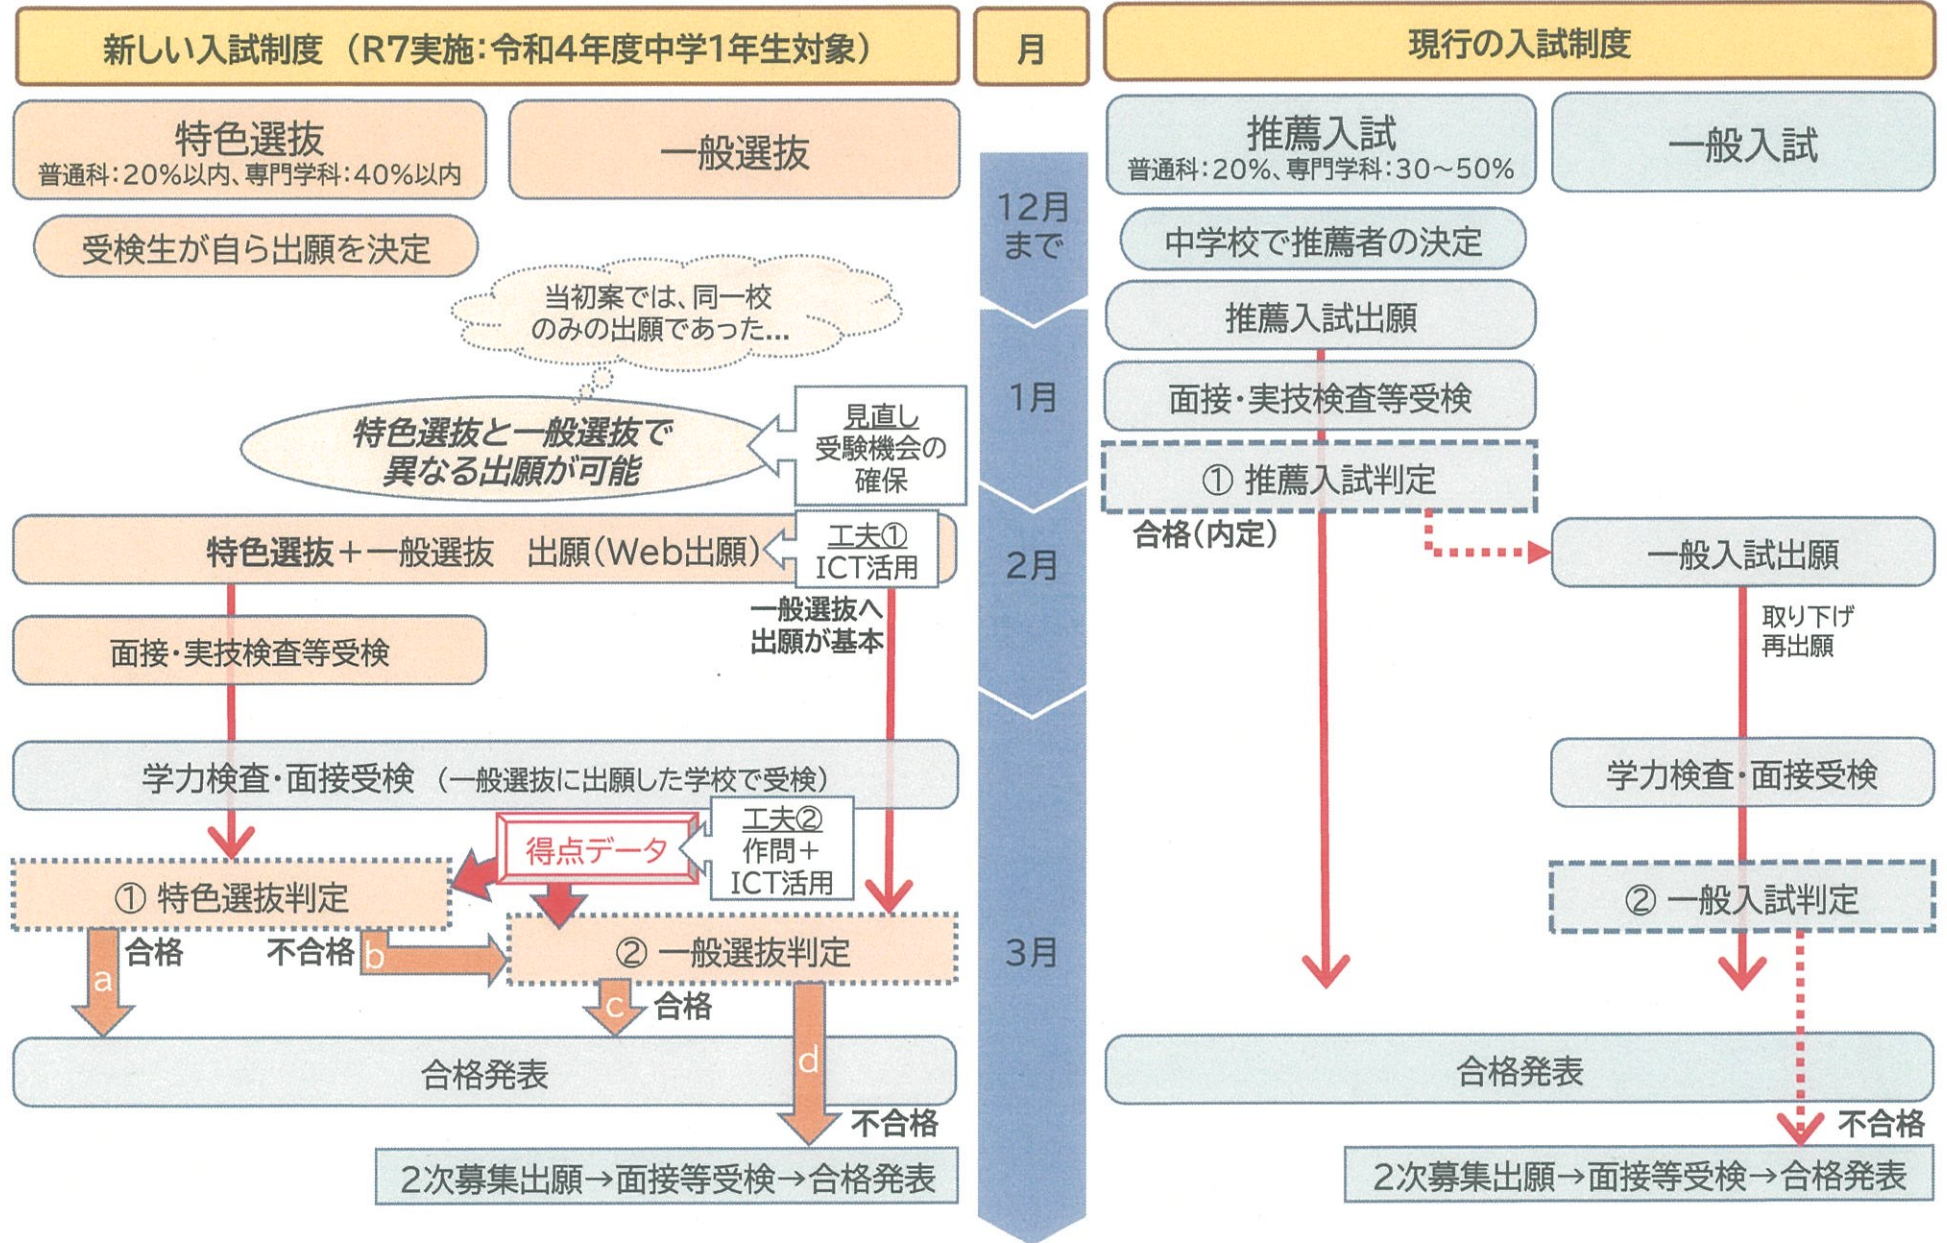 新しい入試制度 （R7実施：令和4年度中学1年生対象）
特色選抜
普通科：20％以内、専門学科：40％以内
一般選抜
受検生が自ら出願を決定
当初案では、同一校
のみの出願であった…
特色選抜と一般選抜で
異なる出願が可能
見直し
受験機会の
確保
特色選抜＋一般選抜 出願（Web出願）
工夫①
ICT活用
一般選抜へ
出願が基本
面接・実技検査等受検
学力検査・面接受検 （一般選抜に出願した学校で受検）
得点データ
工夫②
作問＋
ICT活用
① 特色選抜判定
合格
不合格
a
b
② 一般選抜判定
c
合格
d
合格発表
不合格
2次募集出願→面接等受検→合格発表
月
12月
まで
1月
2月
3月
現行の入試制度
推薦入試
普通科：20％、専門学科：30～50％
一般入試
中学校で推薦者の決定
推薦入試出願
面接・実技検査等受検
① 推薦入試判定
合格（内定）
一般入試出願
取り下げ
再出願
学力検査・面接受検
② 一般入試判定
合格発表
不合格
2次募集出願→面接等受検→合格発表